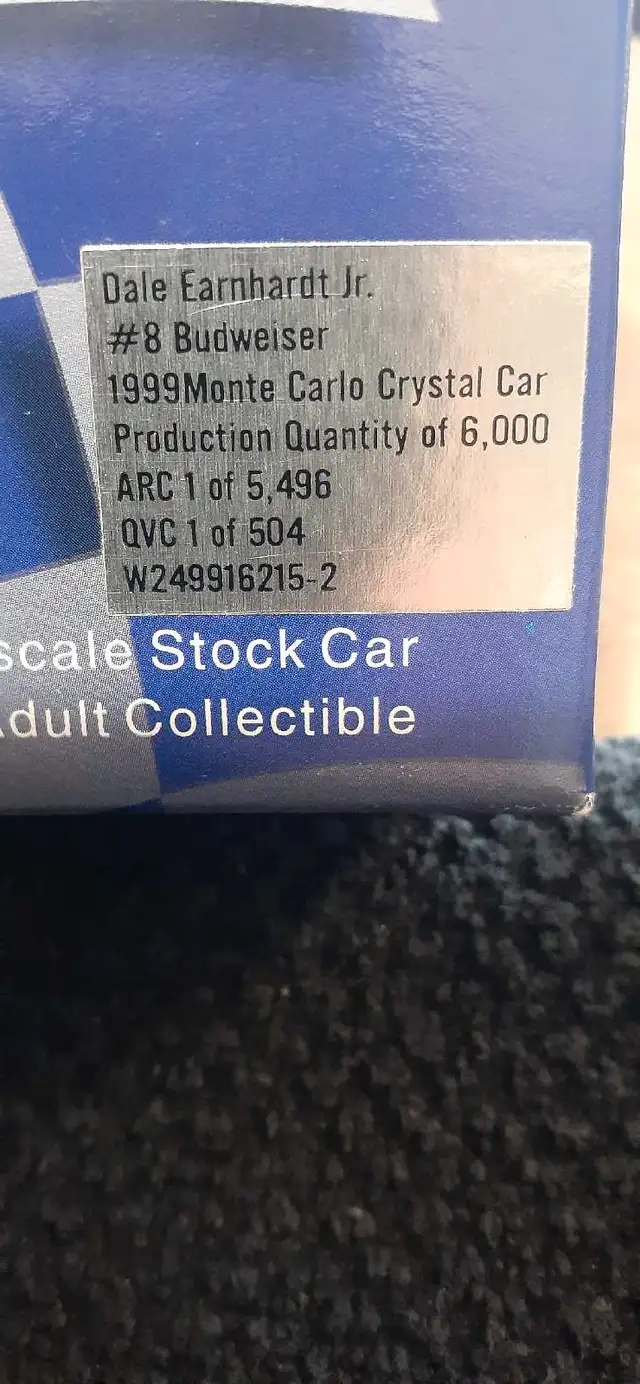 Dale Earnhardt Jr.
#8 Budweiser
1999Monte Carlo Crystal Car
Production Quantity of 6,000
ARC 1 of 5,496
QVC 1 of 504
W249916215-2
scale Stock Car
dult Collectible